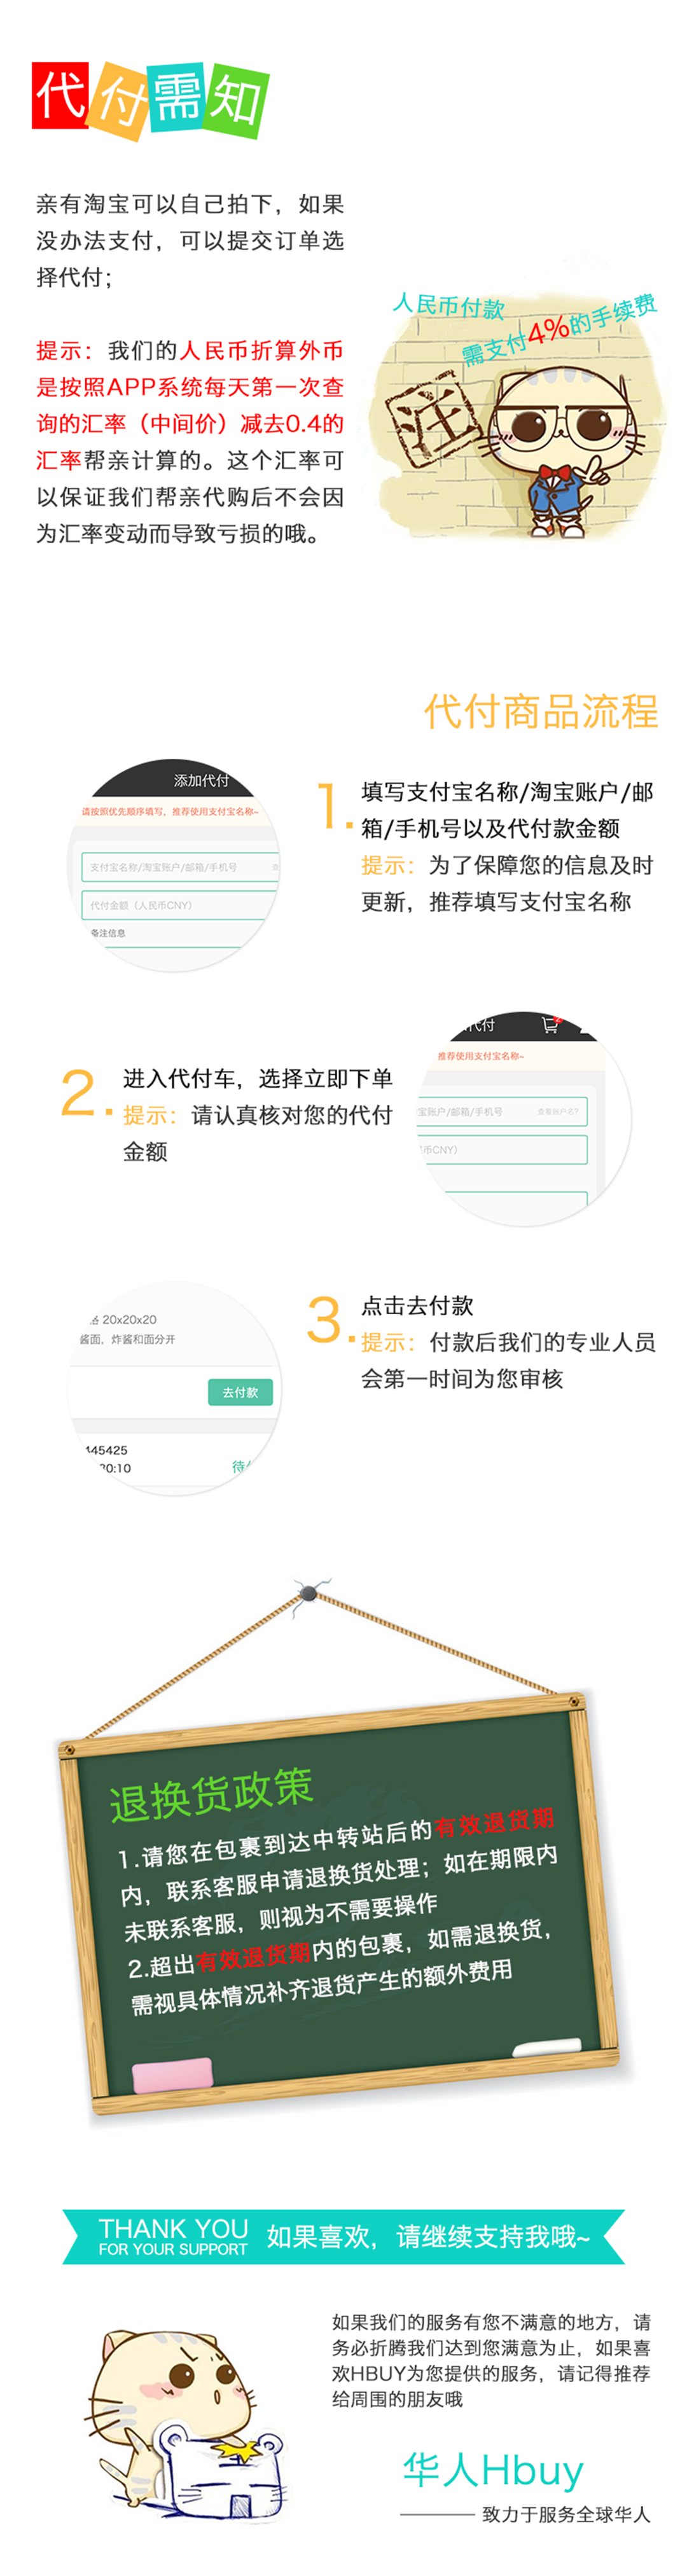 代付需知
亲有淘宝可以自己拍下，如果
没办法支付，可以提交订单选
择代付；
人民币付款
需支付4%的手续费
注
提示：我们的人民币折算外币
是按照APP系统每天第一次查
询的汇率（中间价）减去0.4的
汇率帮亲计算的。这个汇率可
以保证我们帮亲代购后不会因
为汇率变动而导致亏损的哦。
代付商品流程
添加代付
请按照优先顺序填写，推荐使用支付宝名称~
支付宝名称/淘宝账户/邮箱/手机号
代付金额（人民币CNY）
备注信息
1.
填写支付宝名称/淘宝账户/邮
箱/手机号以及代付款金额
提示：为了保障您的信息及时
更新，推荐填写支付宝名称
2.
进入代付车，选择立即下单
提示：请认真核对您的代付
金额
代付
推荐使用支付宝名称~
宝账户/邮箱/手机号 查看账户名?
币CNY）
20x20x20
酱面、炸酱和面分开
去付款
445425
20:10
待
3.
点击去付款
提示：付款后我们的专业人员
会第一时间为您审核
退换货政策
1.请您在包裹到达中转站后的有效退货期
内，联系客服申请退换货处理；如在期限内
未联系客服，则视为不需要操作
2.超出有效退货期内的包裹，如需退换货，
需视具体情况补齐退货产生的额外费用
THANK YOU
FOR YOUR SUPPORT
如果喜欢，请继续支持我哦~
如果我们的服务有您不满意的地方，请
务必折腾我们达到您满意为止，如果喜
欢HBUY为您提供的服务，请记得推荐
给周围的朋友哦
华人Hbuy
致力于服务全球华人